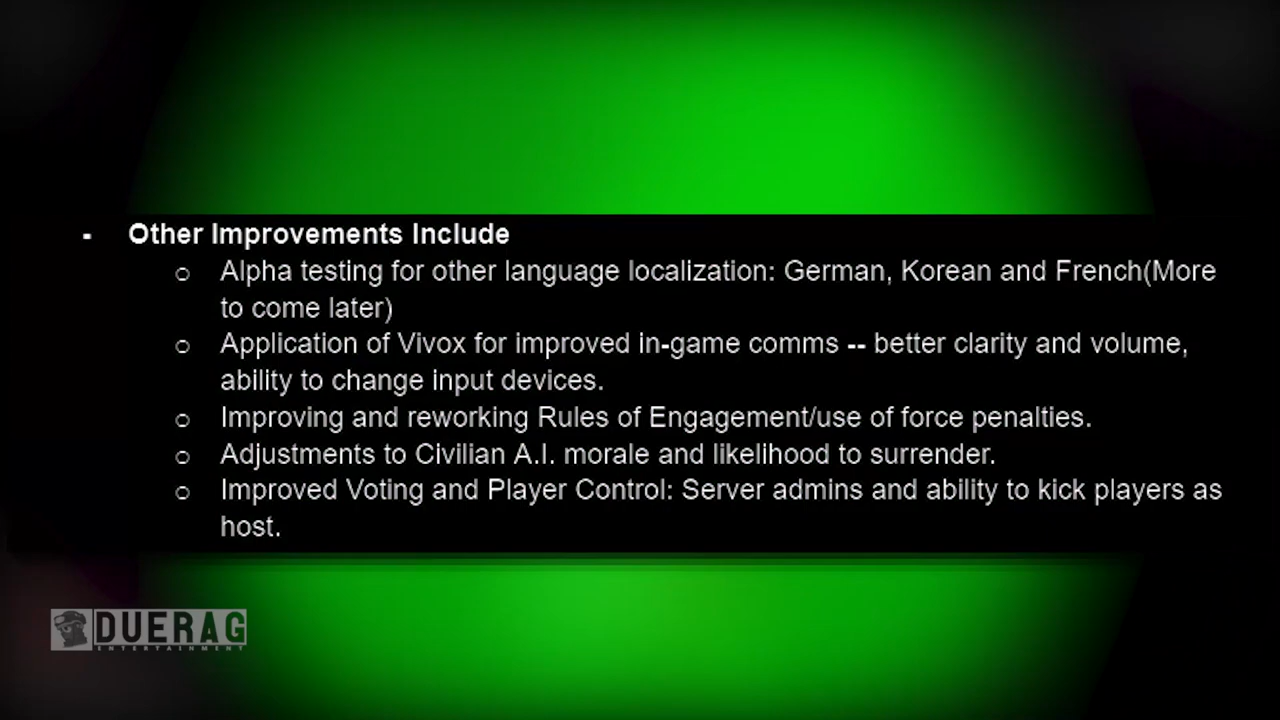 - Other Improvements Include
o Alpha testing for other language localization: German, Korean and French(More
to come later)
o Application of Vivox for improved in-game comms -- better clarity and volume,
ability to change input devices.
o Improving and reworking Rules of Engagement/use of force penalties.
o Adjustments to Civilian A.I. morale and likelihood to surrender.
o Improved Voting and Player Control: Server admins and ability to kick players as
host.
DUERAG
ENTERTAINMENT